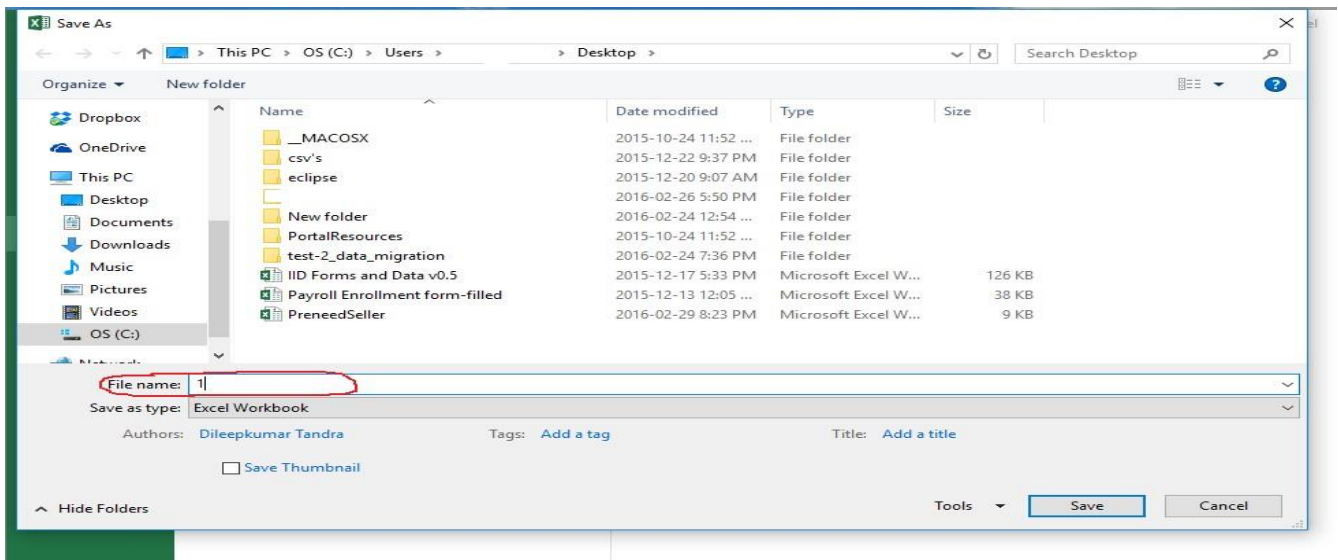 Save As
This PC > OS (C:) > Users > > Desktop >
Search Desktop
Organize
New folder
Name Date modified Type Size
Dropbox
OneDrive
This PC
Desktop
Documents
Downloads
Music
Pictures
Videos
OS (C:)
Network
__MACOSX 2015-10-24 11:52 ... File folder
csv's 2015-12-22 9:37 PM File folder
eclipse 2015-12-20 9:07 AM File folder
2016-02-26 5:50 PM File folder
New folder 2016-02-24 12:54 ... File folder
PortalResources 2015-10-24 11:52 ... File folder
test-2_data_migration 2016-02-24 7:36 PM File folder
IID Forms and Data v0.5 2015-12-17 5:33 PM Microsoft Excel W... 126 KB
Payroll Enrollment form-filled 2015-12-13 12:05 ... Microsoft Excel W... 38 KB
PreneedSeller 2016-02-29 8:23 PM Microsoft Excel W... 9 KB
File name: 1
Save as type: Excel Workbook
Authors: Dileepkumar Tandra Tags: Add a tag Title: Add a title
Save Thumbnail
Hide Folders
Tools Save Cancel